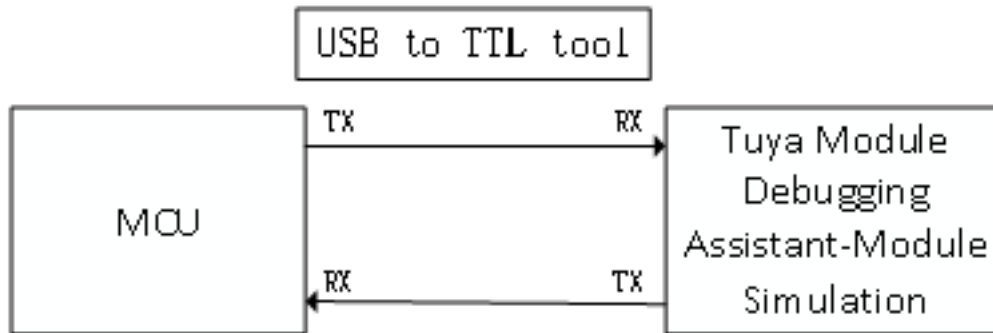 USB to TTL tool
TX
RX
MCU
Tuya Module
Debugging
Assistant-Module
Simulation
RX
TX